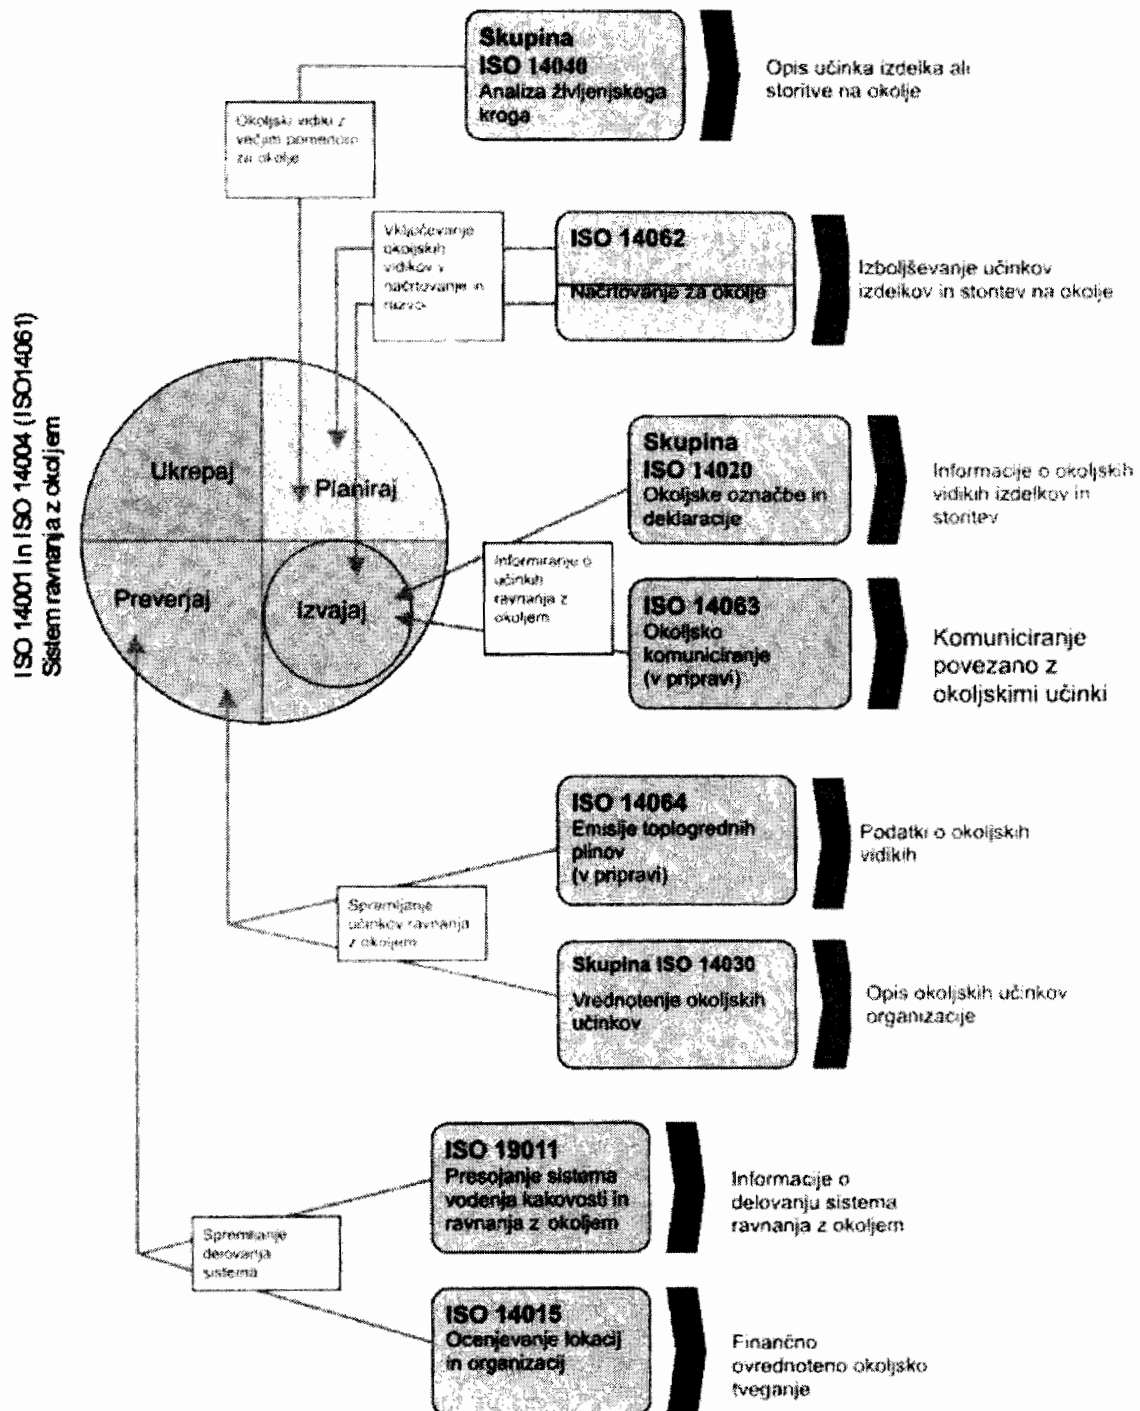 Skupina
ISO 14040
Analiza življenjskega
kroga
Opis učinka izdelka ali
storitve na okolje
Okoljski vidiki z
večjim pomenom
za okolje
ISO 14062
Načrtovanje za okolje
Izboljševanje učinkov
izdelkov in storitev na okolje
Vključevanje
okoljskih
vidikov v
načrtovanje in
razvoj
ISO 14001 in ISO 14004 (ISO14061)
Sistem ravnanja z okoljem
Ukrepaj
Planiraj
Preverjaj
Izvajaj
Skupina
ISO 14020
Okoljske označbe in
deklaracije
Informacije o okoljskih
vidikih izdelkov in
storitev
Informiranje o
učinkih
ravnanja z
okoljem
ISO 14063
Okoljsko
komuniciranje
(v pripravi)
Komuniciranje
povezano z
okoljskimi učinki
ISO 14064
Emisije toplogrednih
plinov
(v pripravi)
Podatki o okoljskih
vidikih
Spremljanje
učinkov ravnanja
z okoljem
Skupina ISO 14030
Vrednotenje okoljskih
učinkov
Opis okoljskih učinkov
organizacije
ISO 19011
Presojanje sistema
vodenja kakovosti in
ravnanja z okoljem
Informacije o
delovanju sistema
ravnanja z okoljem
Spremljanje
delovanja
sistema
ISO 14015
Ocenjevanje lokacij
in organizacij
Finančno
ovrednoteno okoljsko
tveganje